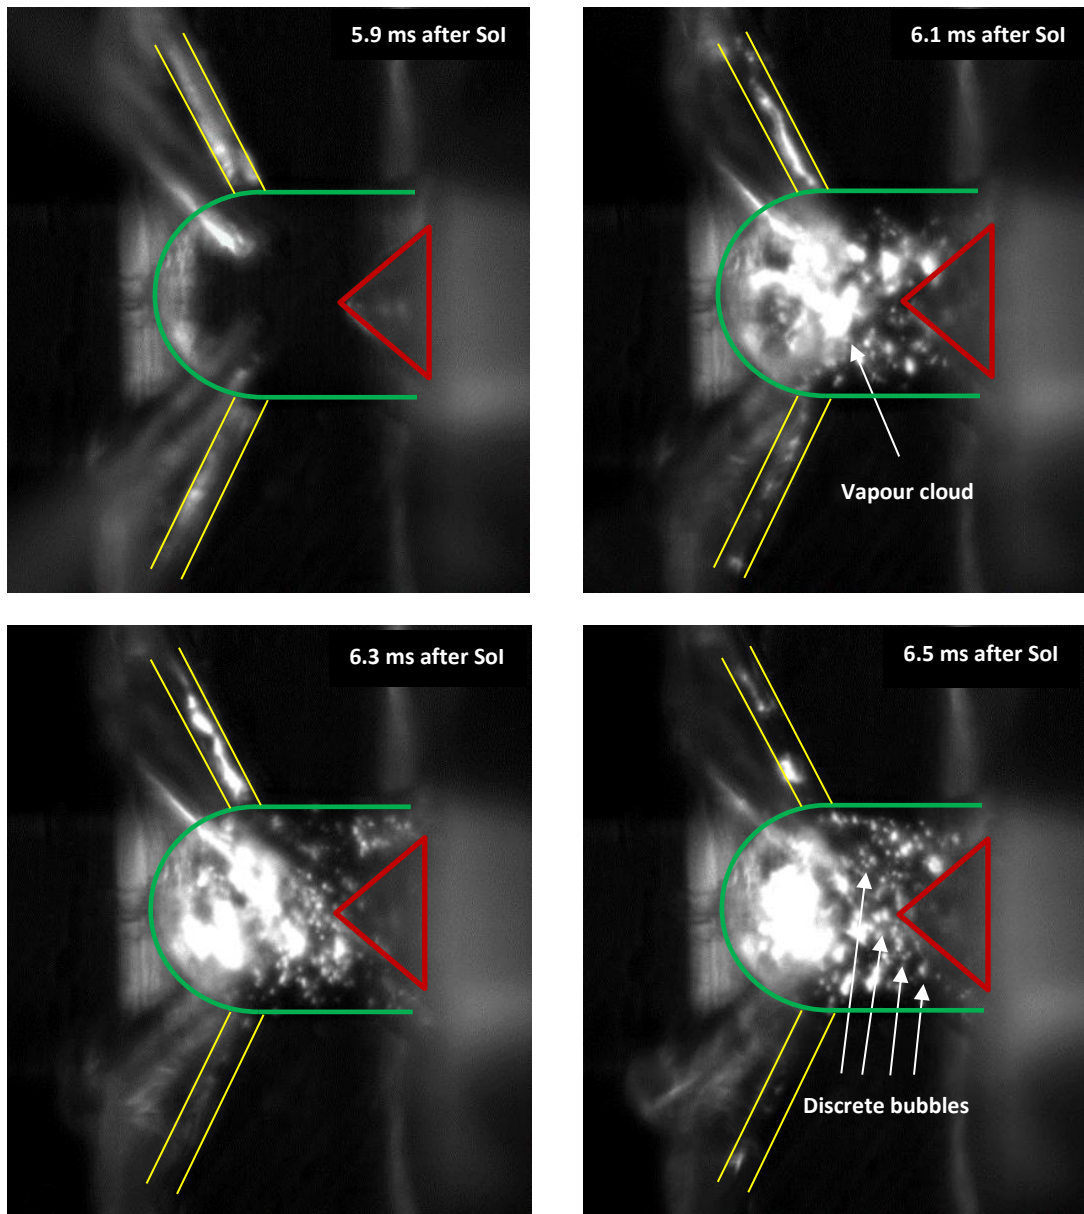 5.9 ms after SoI
6.1 ms after SoI
Vapour cloud
6.3 ms after SoI
6.5 ms after SoI
Discrete bubbles